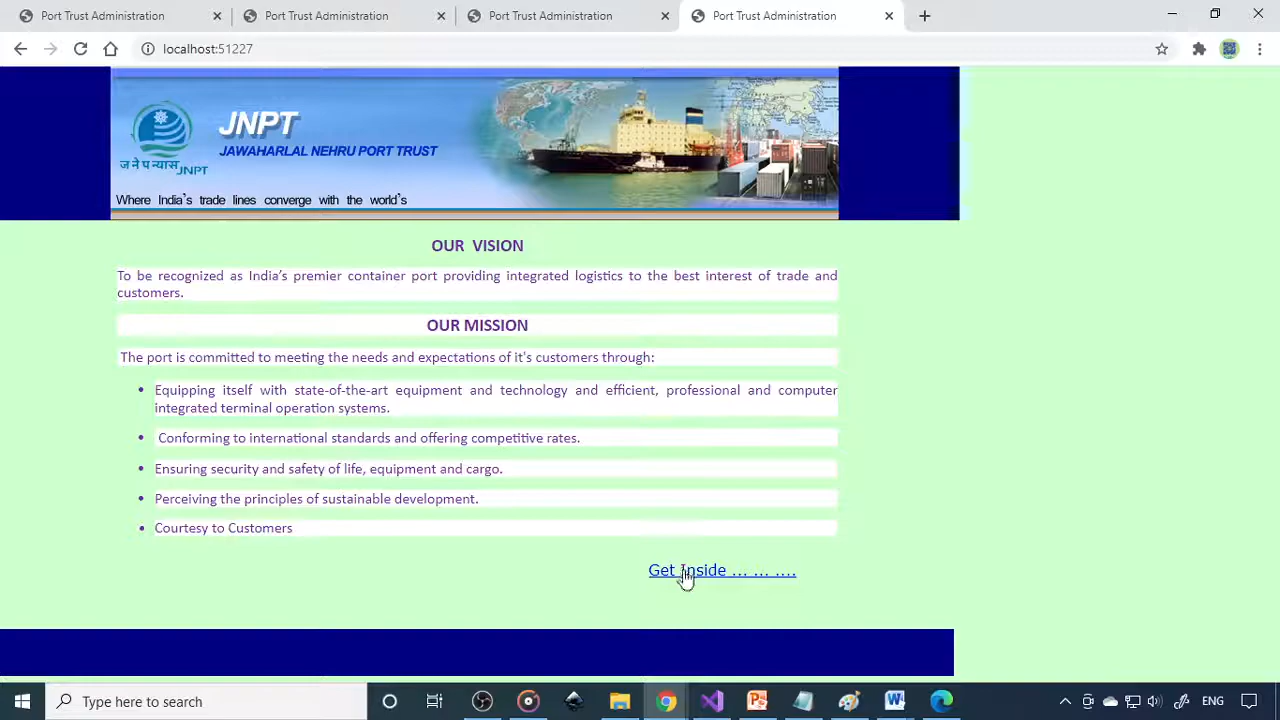 Port Trust Administration
Port Trust Administration
Port Trust Administration
Port Trust Administration
localhost:51227
JNPT
JAWAHARLAL NEHRU PORT TRUST
ज ने प न्यास JNPT
Where India's trade lines converge with the world's
OUR VISION
To be recognized as India’s premier container port providing integrated logistics to the best interest of trade and
customers.
OUR MISSION
The port is committed to meeting the needs and expectations of it's customers through:
• Equipping itself with state-of-the-art equipment and technology and efficient, professional and computer
integrated terminal operation systems.
• Conforming to international standards and offering competitive rates.
• Ensuring security and safety of life, equipment and cargo.
• Perceiving the principles of sustainable development.
• Courtesy to Customers
Get Inside ... ... ....
Type here to search
ENG